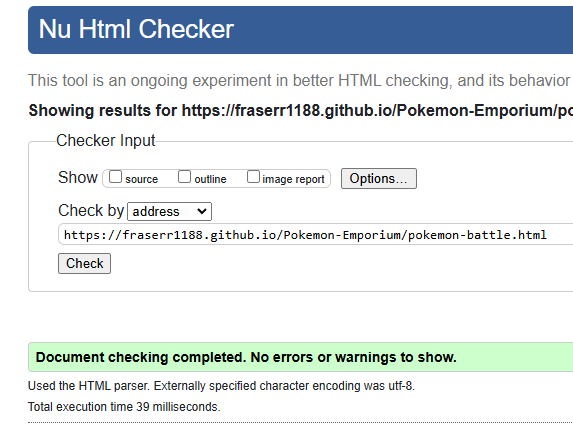 Nu Html Checker
This tool is an ongoing experiment in better HTML checking, and its behavior
Showing results for https://fraserr1188.github.io/Pokemon-Emporium/po
Checker Input
Show source outline image report Options...
Check by address
https://fraserr1188.github.io/Pokemon-Emporium/pokemon-battle.html
Check
Document checking completed. No errors or warnings to show.
Used the HTML parser. Externally specified character encoding was utf-8.
Total execution time 39 milliseconds.